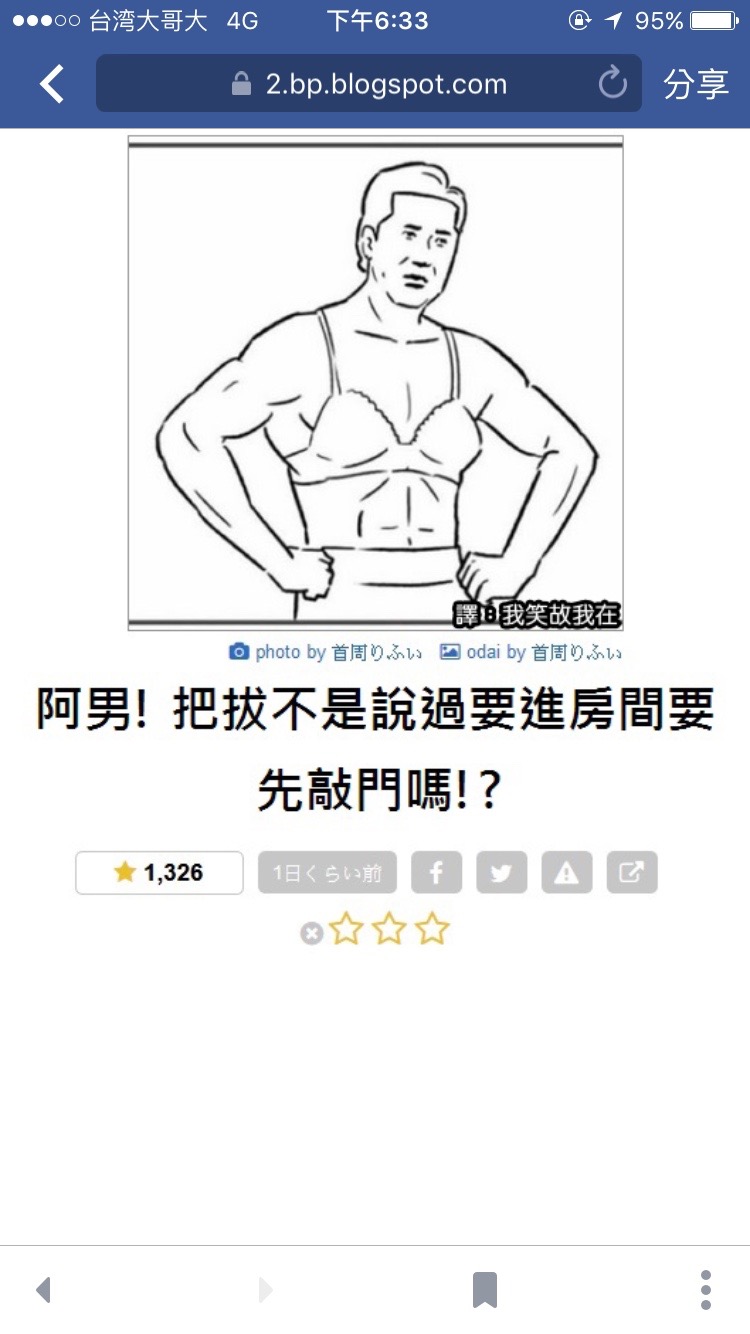 台湾大哥大 4G 下午6:33 95%
2.bp.blogspot.com 分享
譯:我笑故我在
photo by 首周りふぃ odai by 首周りふぃ
阿男! 把拔不是說過要進房間要
先敲門嗎!?
1,326 1日くらい前